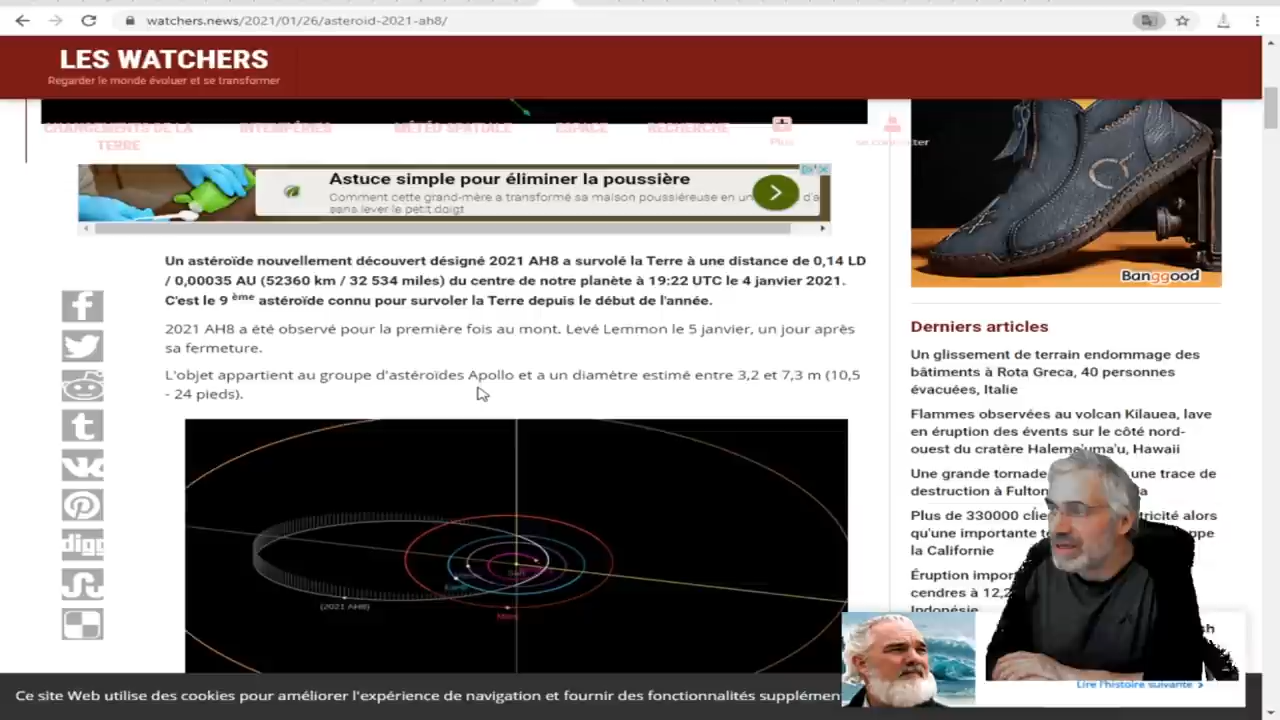 watchers.news/2021/01/26/asteroid-2021-ah8/
LES WATCHERS
Regarder le monde évoluer et se transformer
CHANGEMENTS DE LA TERRE
INTEMPÉRIES
MÉTÉO SPATIALE
ESPACE
RECHERCHE
Plus
se connecter
Astuce simple pour éliminer la poussière
Comment cette grand-mère a transformé sa maison poussiéreuse en un
sans lever le petit doigt
Banggood
Un astéroïde nouvellement découvert désigné 2021 AH8 a survolé la Terre à une distance de 0,14 LD
/ 0,00035 AU (52360 km / 32 534 miles) du centre de notre planète à 19:22 UTC le 4 janvier 2021.
C'est le 9 ème astéroïde connu pour survoler la Terre depuis le début de l'année.
2021 AH8 a été observé pour la première fois au mont. Levé Lemmon le 5 janvier, un jour après
sa fermeture.
L'objet appartient au groupe d'astéroïdes Apollo et a un diamètre estimé entre 3,2 et 7,3 m (10,5
- 24 pieds).
digg
Earth
(2021 AH8)
Mars
Derniers articles
Un glissement de terrain endommage des
bâtiments à Rota Greca, 40 personnes
évacuées, Italie
Flammes observées au volcan Kilauea, lave
en éruption des évents sur le côté nord-
ouest du cratère Halema'uma'u, Hawaii
Une grande tornade une trace de
destruction à Fulton
Plus de 330000 alors
qu'une importante
la Californie
Éruption
cendres à 12,2
Indonésie
Lire l'histoire suivante >
Ce site Web utilise des cookies pour améliorer l'expérience de navigation et fournir des fonctionnalités